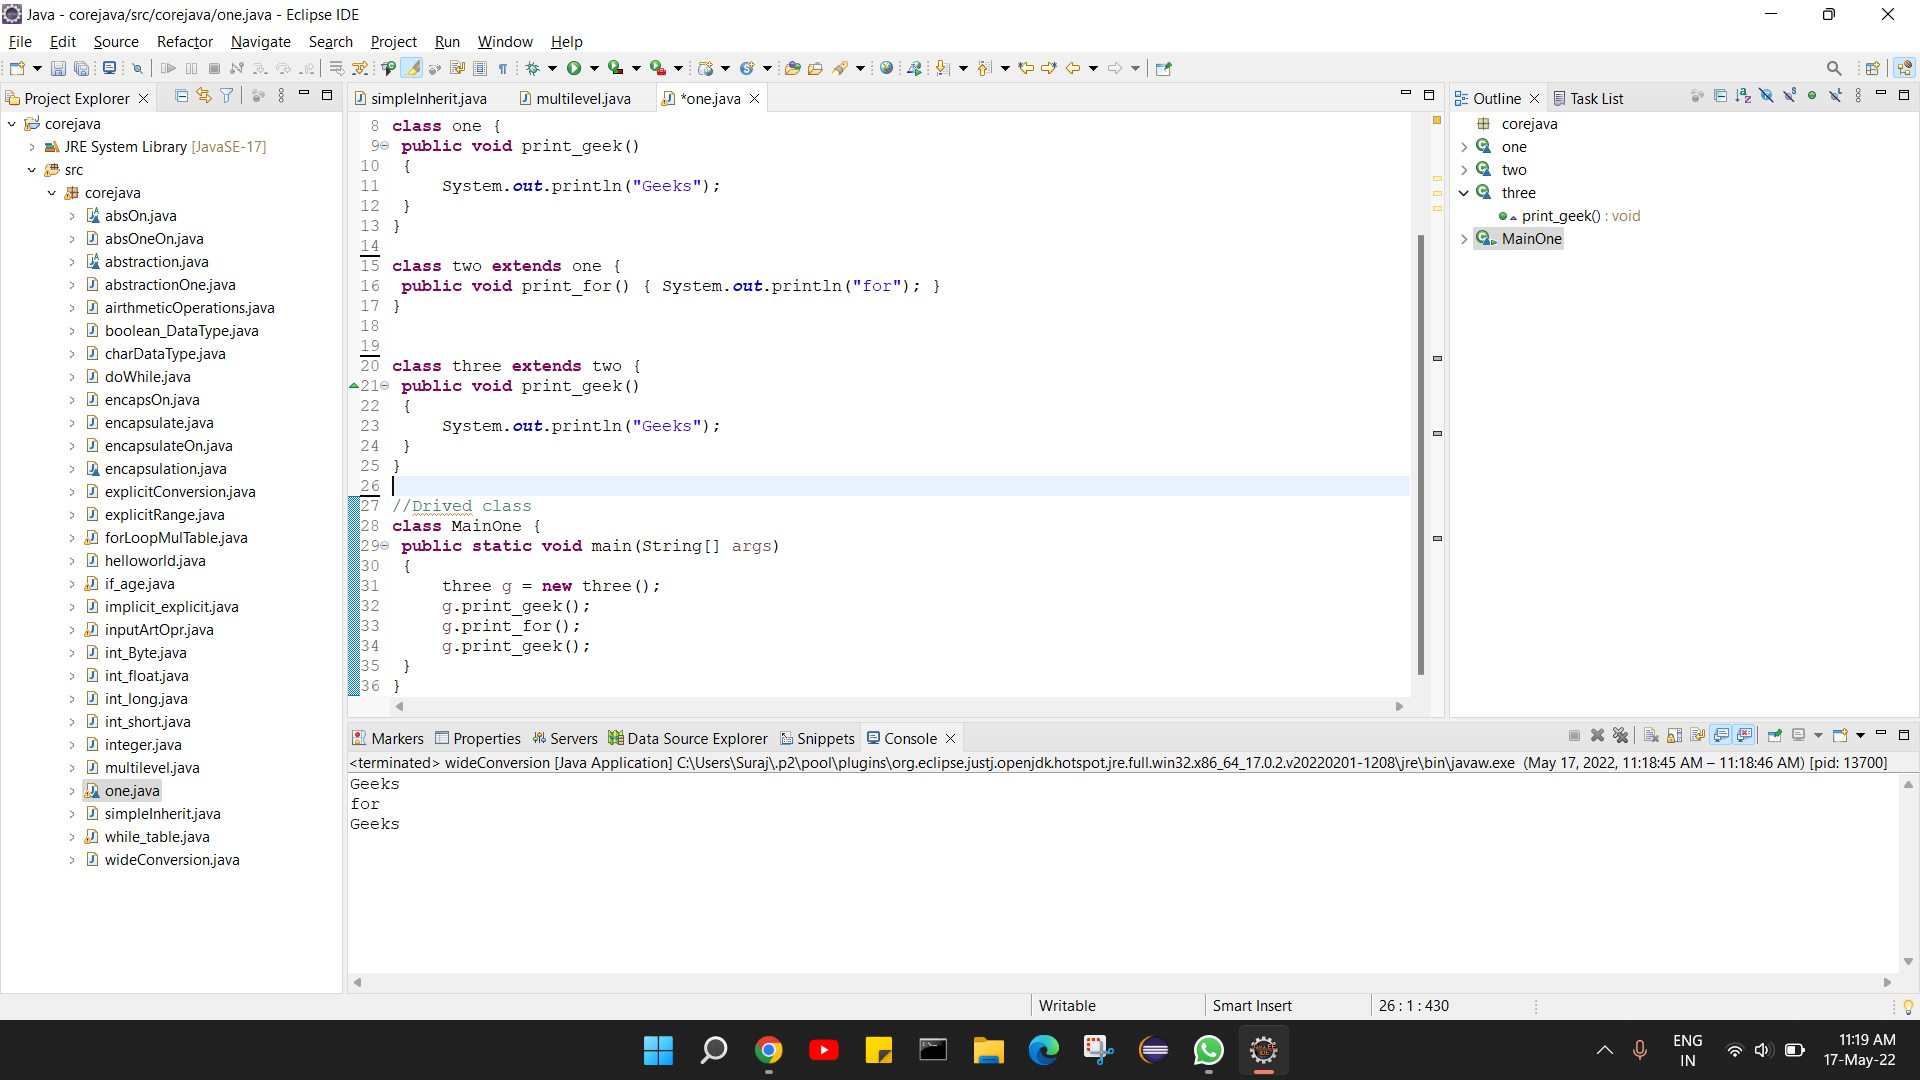 Java - corejava/src/corejava/one.java - Eclipse IDE
File Edit Source Refactor Navigate Search Project Run Window Help
Project Explorer
corejava
JRE System Library [JavaSE-17]
src
corejava
absOn.java
absOneOn.java
abstraction.java
abstractionOne.java
airthmeticOperations.java
boolean_DataType.java
charDataType.java
doWhile.java
encapsOn.java
encapsulate.java
encapsulateOn.java
encapsulation.java
explicitConversion.java
explicitRange.java
forLoopMulTable.java
helloworld.java
if_age.java
implicit_explicit.java
inputArtOpr.java
int_Byte.java
int_float.java
int_long.java
int_short.java
integer.java
multilevel.java
one.java
simpleInherit.java
while_table.java
wideConversion.java
simpleInherit.java multilevel.java *one.java
8 class one {
9 public void print_geek()
10 {
11 System.out.println("Geeks");
12 }
13 }
14
15 class two extends one {
16 public void print_for() { System.out.println("for"); }
17 }
18
19
20 class three extends two {
21 public void print_geek()
22 {
23 System.out.println("Geeks");
24 }
25 }
26
27 //Drived class
28 class MainOne {
29 public static void main(String[] args)
30 {
31 three g = new three();
32 g.print_geek();
33 g.print_for();
34 g.print_geek();
35 }
36 }
Outline Task List
corejava
one
two
three
print_geek() : void
MainOne
Markers Properties Servers Data Source Explorer Snippets Console
<terminated> wideConversion [Java Application] C:\Users\Suraj\.p2\pool\plugins\org.eclipse.justj.openjdk.hotspot.jre.full.win32.x86_64_17.0.2.v20220201-1208\jre\bin\javaw.exe (May 17, 2022, 11:18:45 AM – 11:18:46 AM) [pid: 13700]
Geeks
for
Geeks
Writable Smart Insert 26 : 1 : 430
ENG
IN
11:19 AM
17-May-22